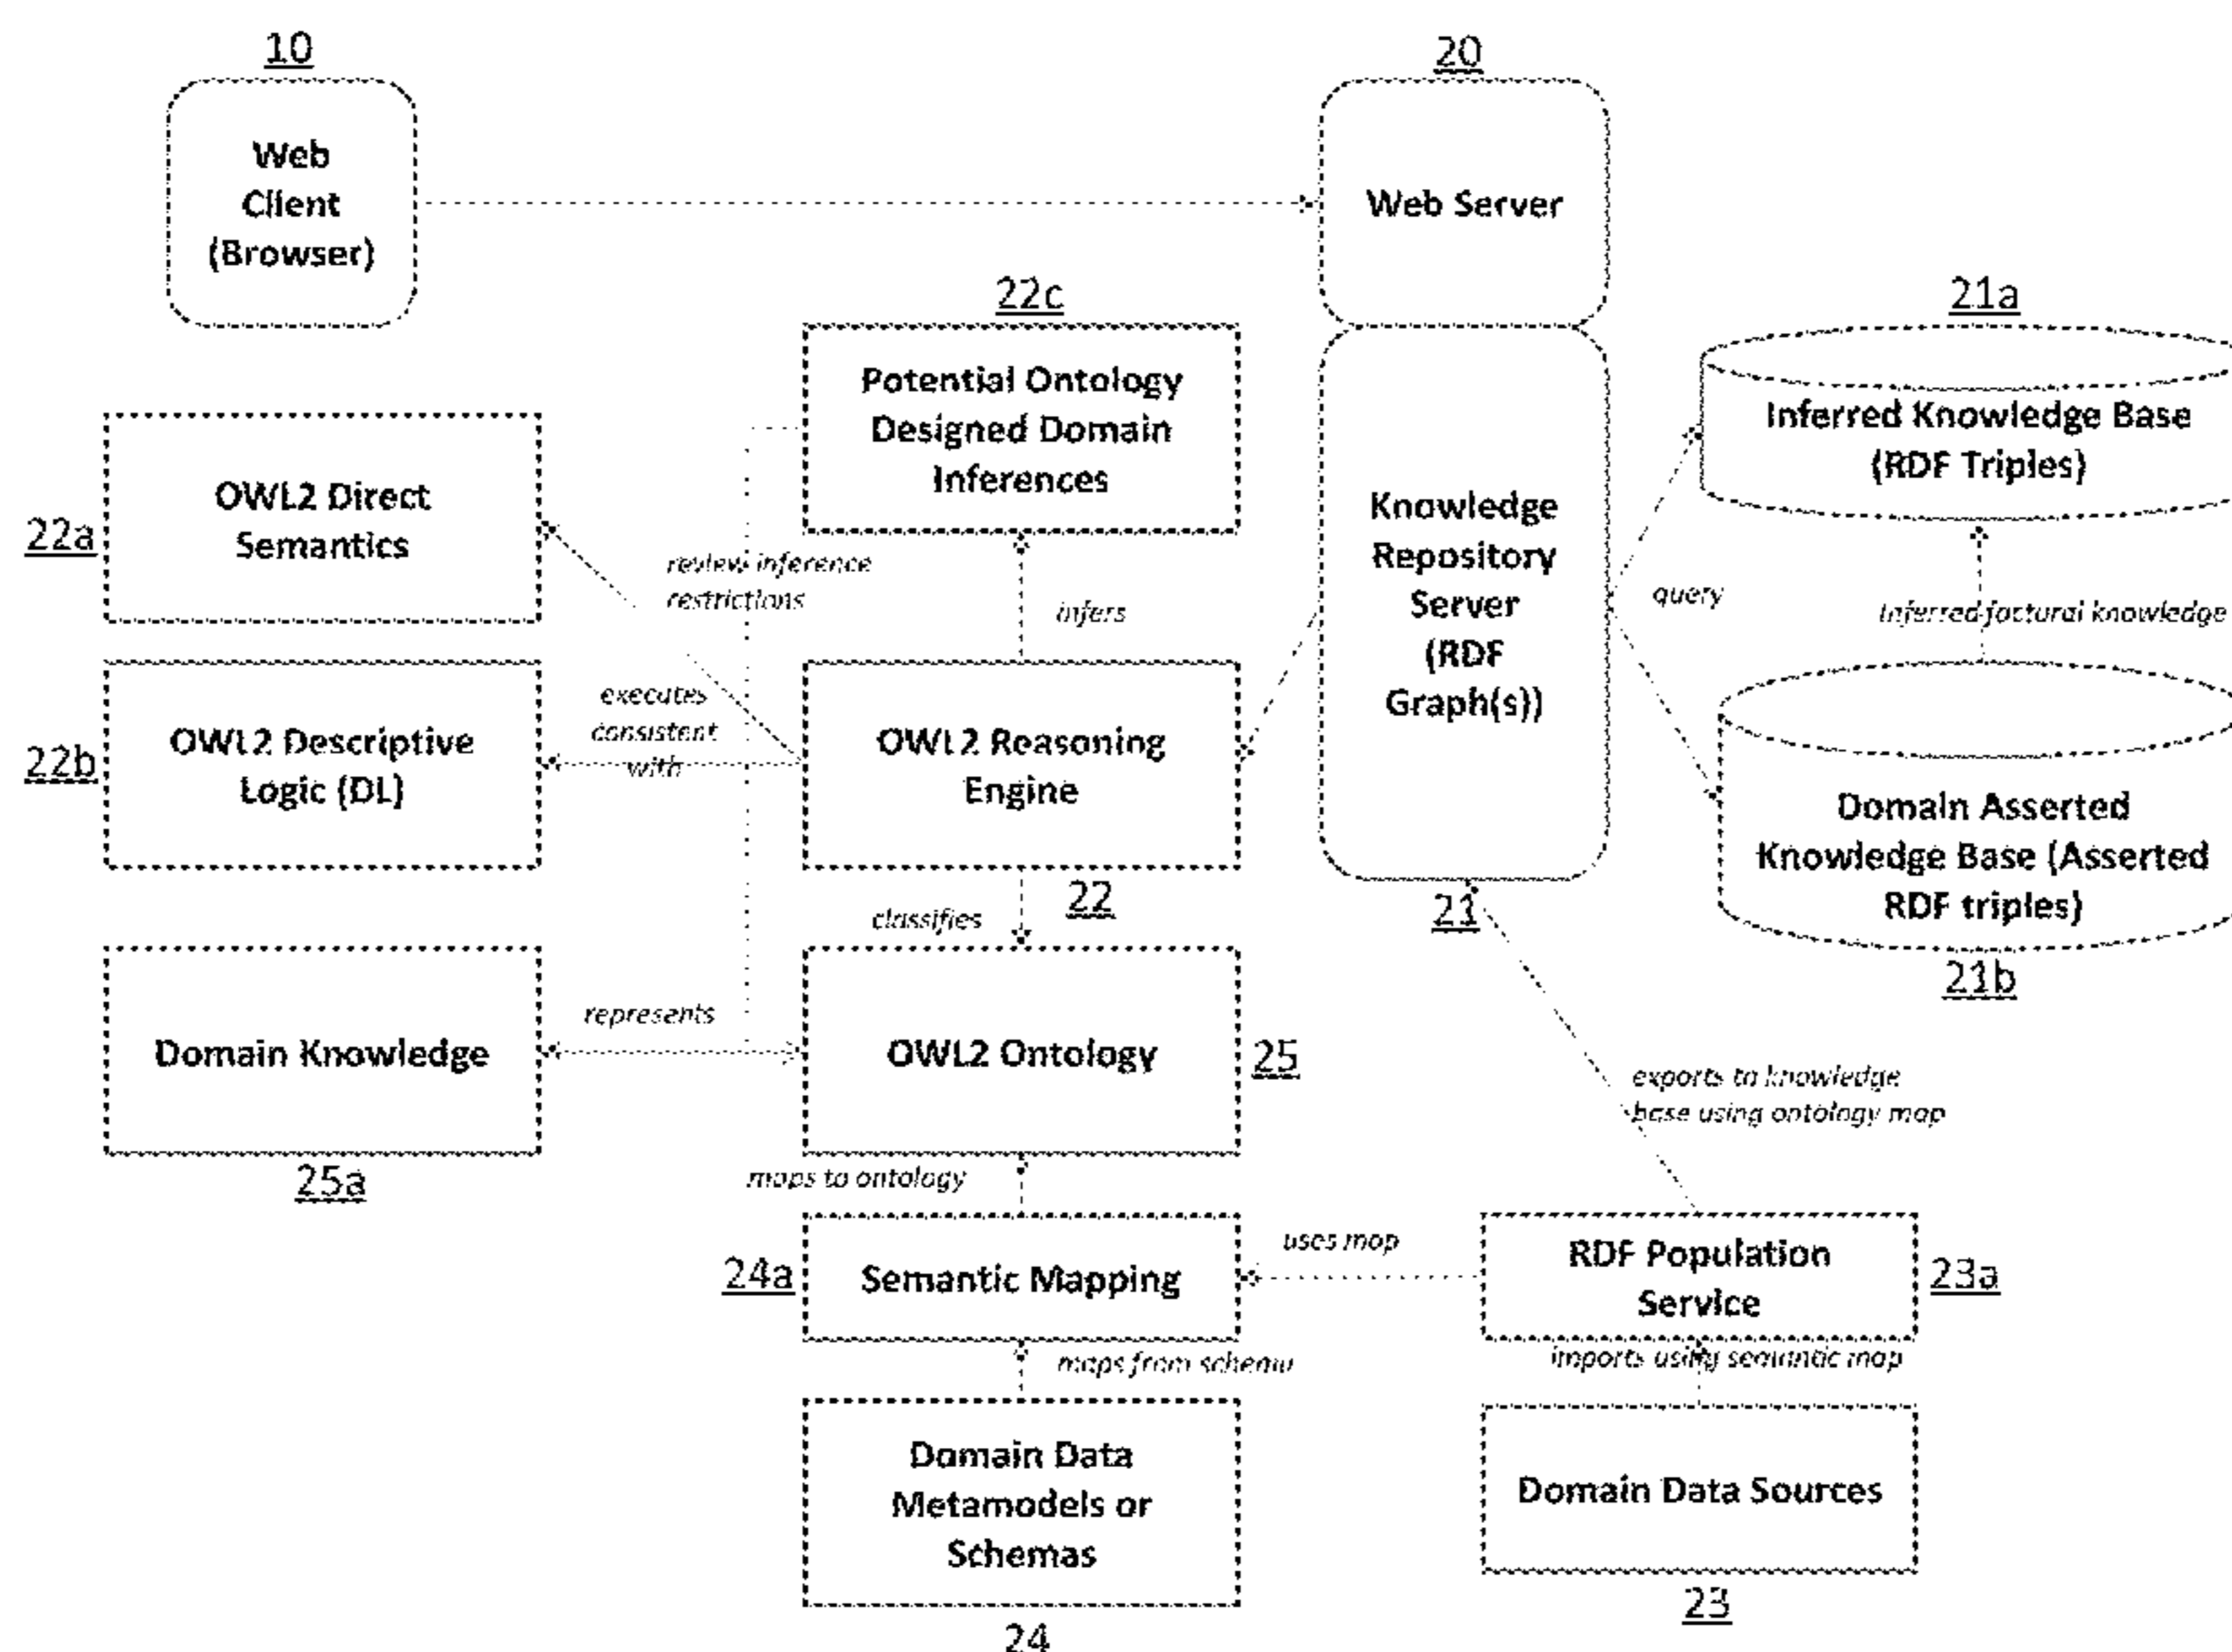 10
Web
Client
(Browser)
20
Web Server
22c
Potential Ontology
Designed Domain
Inferences
21a
Inferred Knowledge Base
(RDF Triples)
22a
OWL2 Direct
Semantics
review inference
restrictions
infers
Knowledge
Repository
Server
(RDF
Graph(s))
query
Inferred factural knowledge
22b
OWL2 Descriptive
Logic (DL)
executes
consistent
with
OWL2 Reasoning
Engine
22
21
Domain Asserted
Knowledge Base (Asserted
RDF triples)
21b
classifies
Domain Knowledge
25a
represents
OWL2 Ontology
25
exports to knowledge
base using ontology map
maps to ontology
24a
Semantic Mapping
uses map
RDF Population
Service
23a
maps from schema
imports using semantic map
Domain Data
Metamodels or
Schemas
24
Domain Data Sources
23